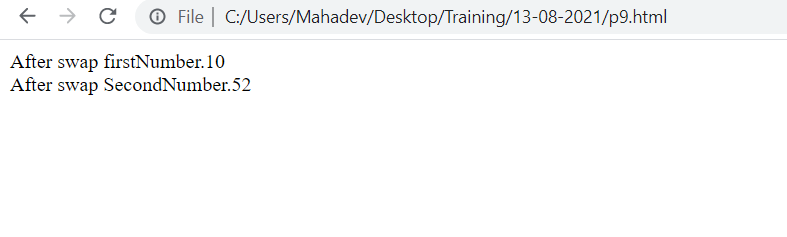 File | C:/Users/Mahadev/Desktop/Training/13-08-2021/p9.html
After swap firstNumber.10
After swap SecondNumber.52